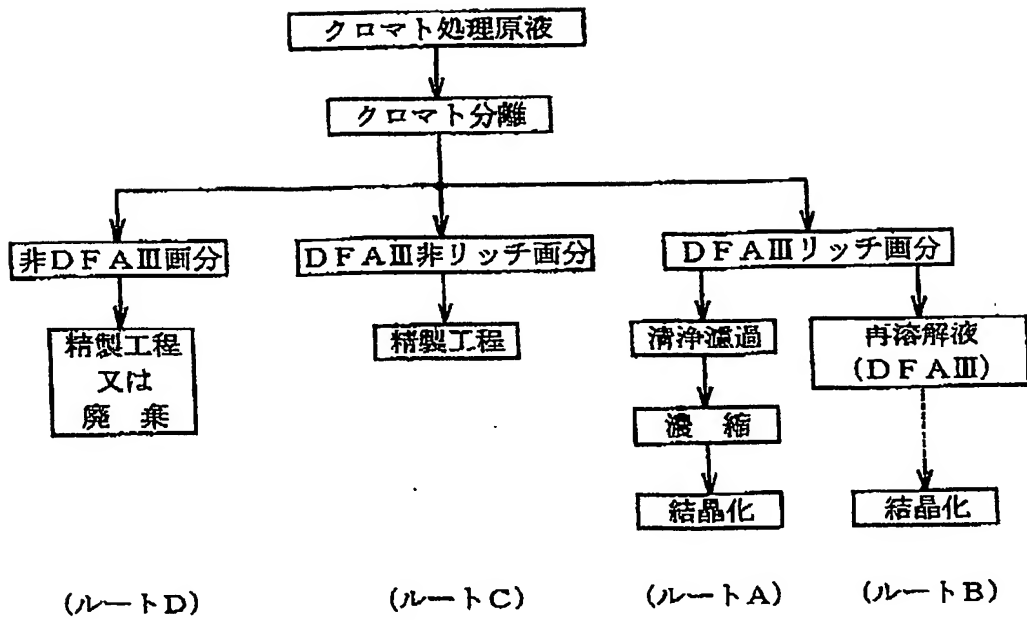 クロマト処理原液
クロマト分離
非DFAⅢ画分
DFAⅢ非リッチ画分
DFAⅢリッチ画分
精製工程
又は
廃 棄
精製工程
清浄濾過
再溶解液
(DFAⅢ)
濃 縮
結晶化
結晶化
(ルートD)
(ルートC)
(ルートA)
(ルートB)